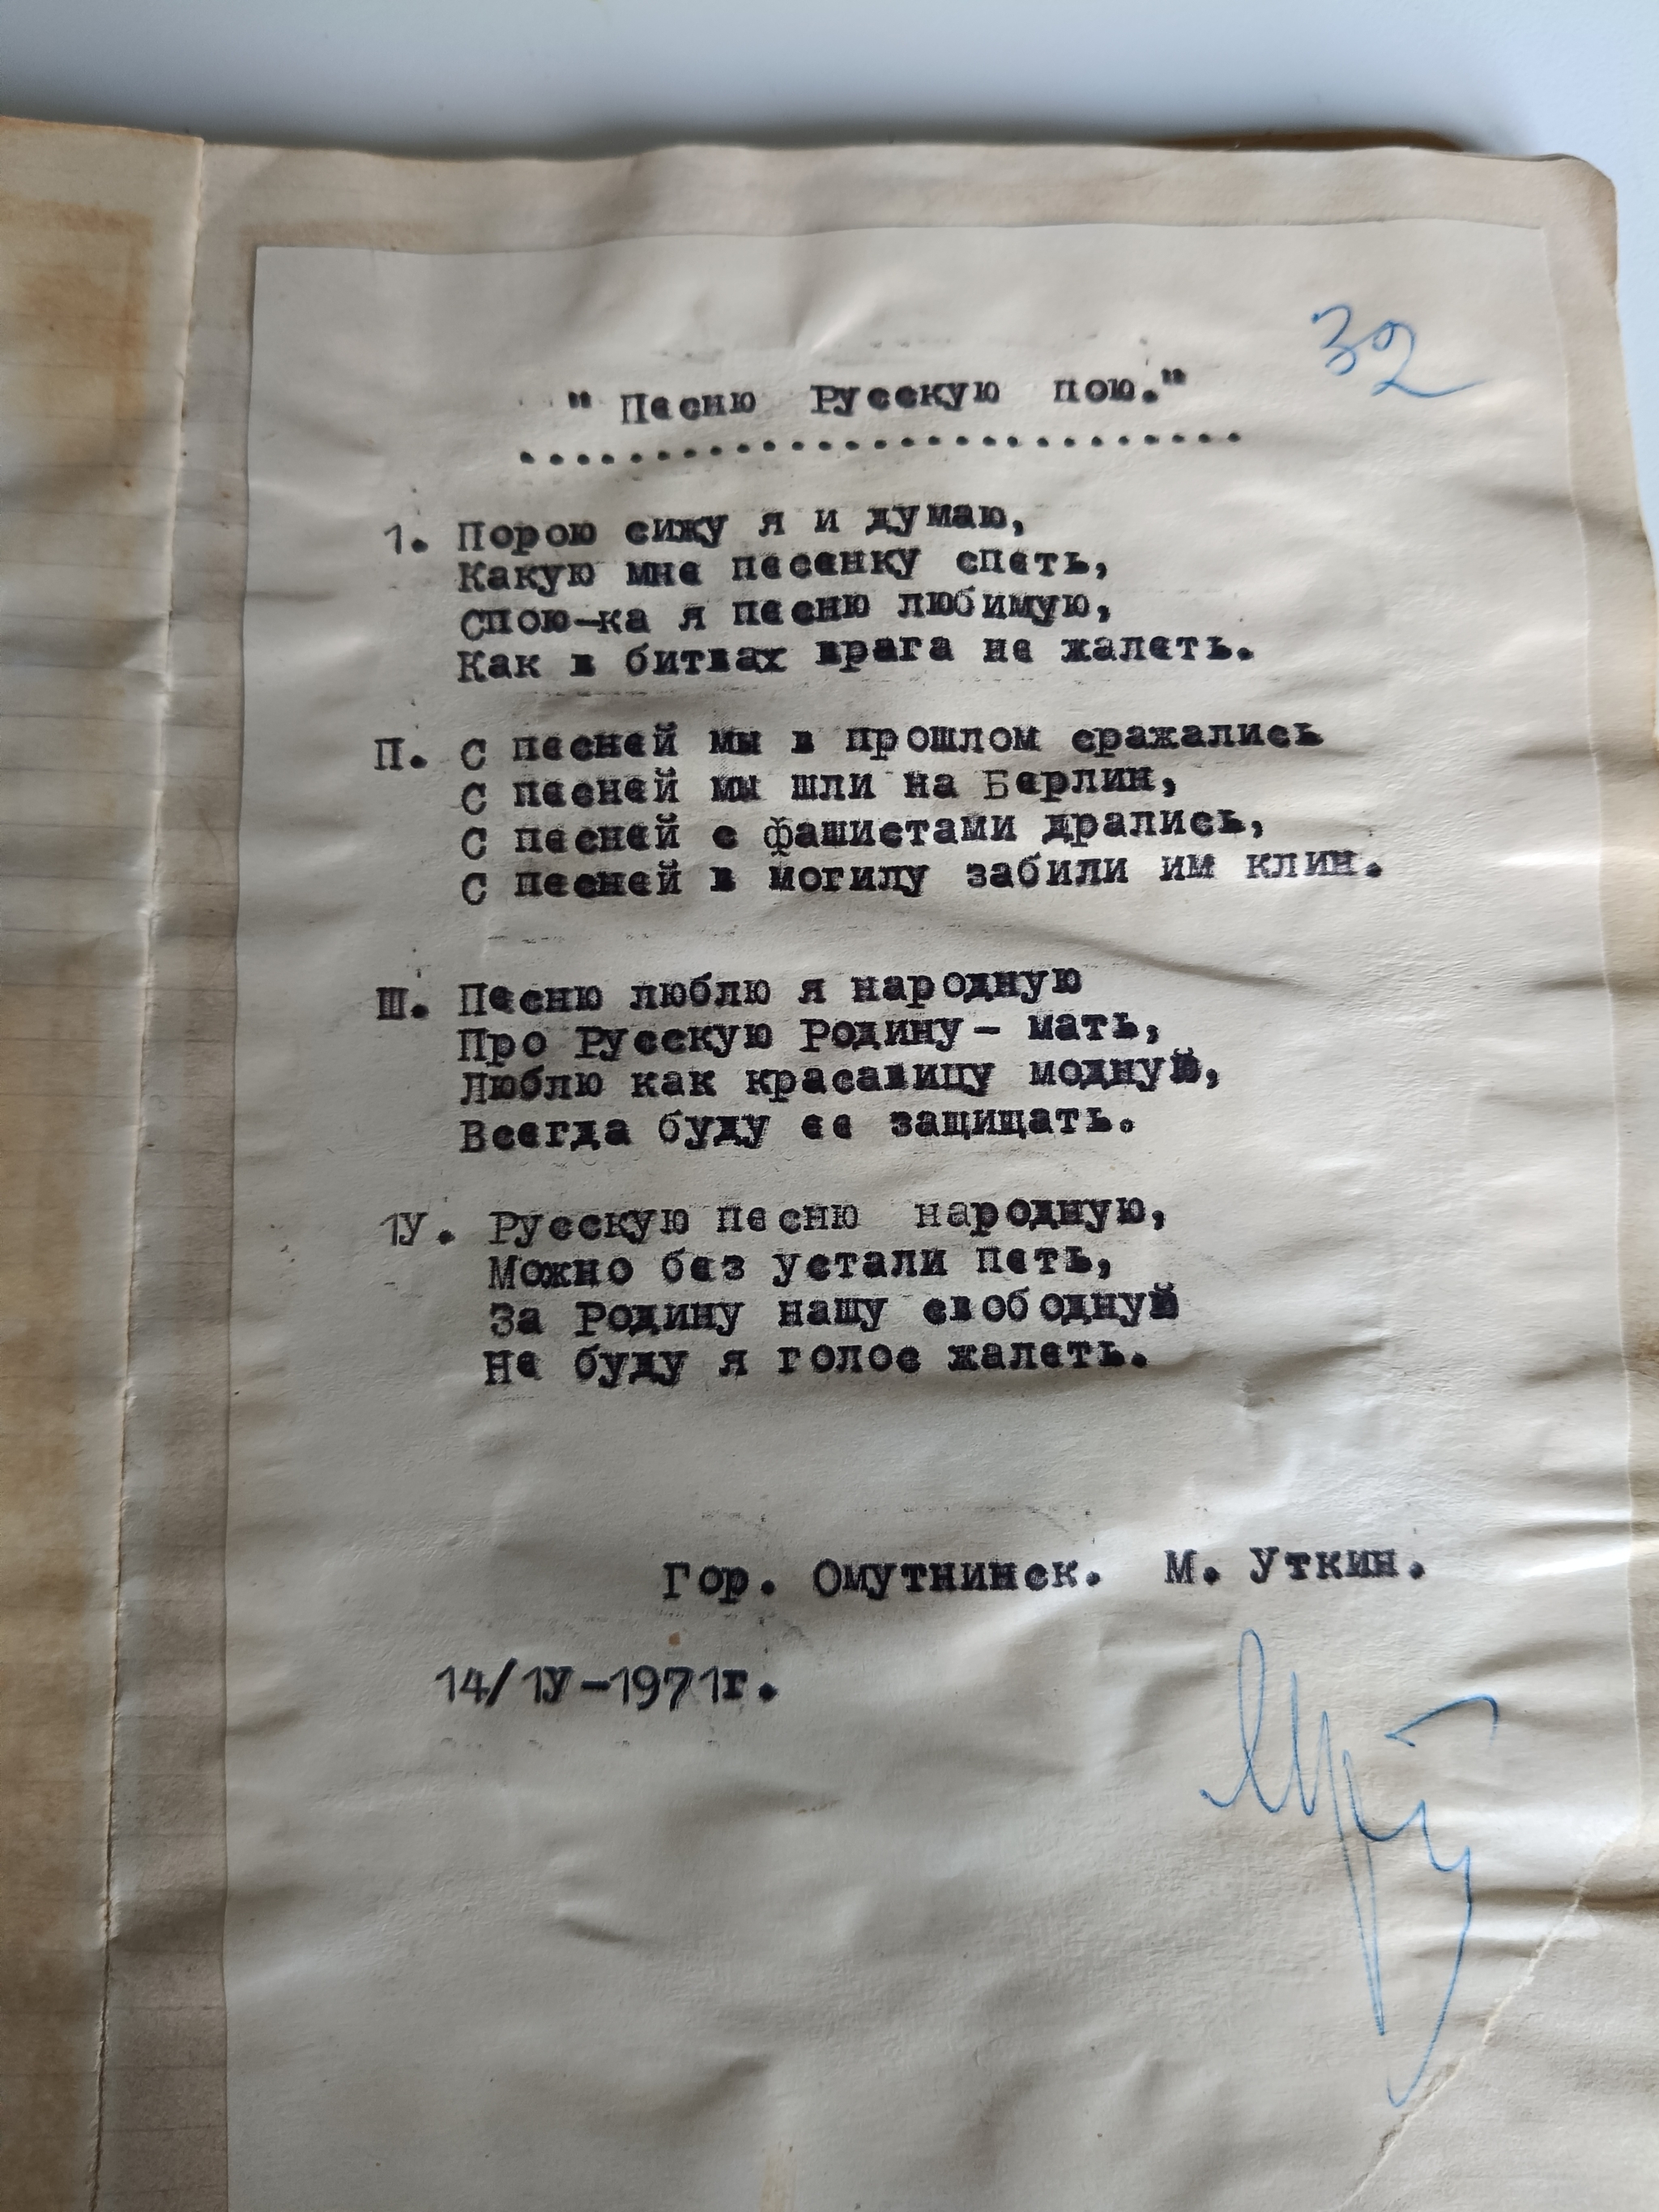 32
" Песню Русскую пою."
............................
1. Порою сижу я и думаю,
Какую мне песенку спеть,
Спою-ка я песню любимую,
Как в битвах врага не жалеть.
П. С песней мы в прошлом сражались
С песней мы шли на Берлин,
С песней с фашистами дрались,
С песней в могилу забили им клин.
Ш. Песню люблю я народную
Про Русскую Родину- мать,
Люблю как красавицу модную,
Всегда буду ее защищать.
1У. Русскую песню народную,
Можно без устали петь,
За Родину нашу свободную
Не буду я голос жалеть.
Гор. Омутнинск. М. Уткин.
14/1У-1971г.